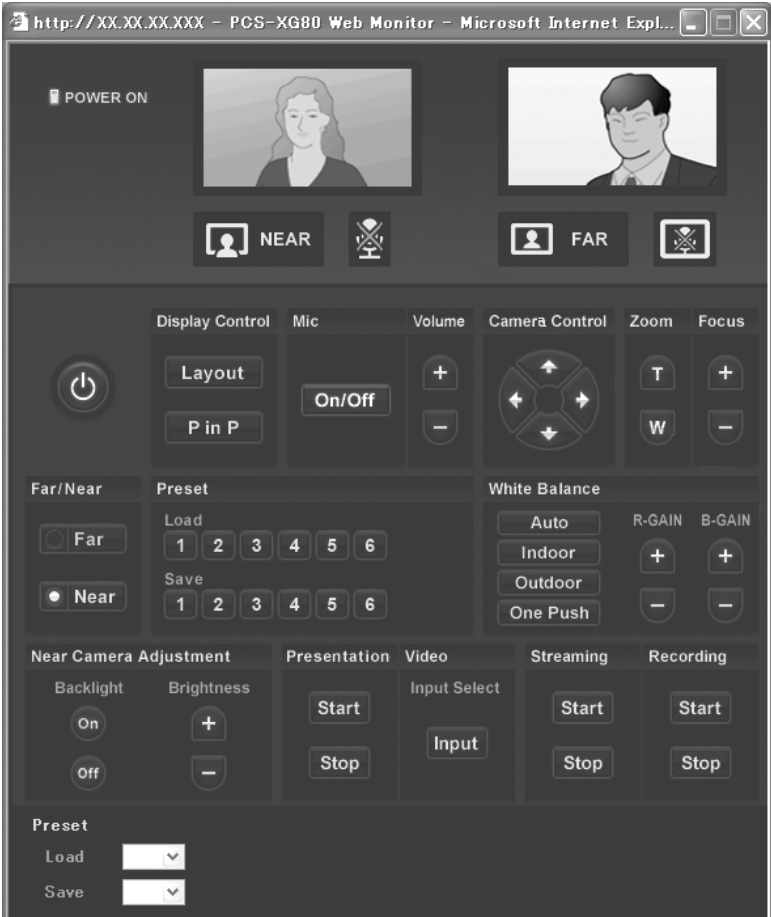 http://XX.XX.XX.XXX - PCS-XG80 Web Monitor - Microsoft Internet Expl...
POWER ON
NEAR
FAR
Display Control Mic Volume Camera Control Zoom Focus
Layout + T +
On/Off
P in P - W -
Far/Near Preset White Balance
Load Auto R-GAIN B-GAIN
Far 1 2 3 4 5 6 Indoor + +
Save Outdoor
Near 1 2 3 4 5 6 One Push - -
Near Camera Adjustment Presentation Video Streaming Recording
Backlight Brightness Input Select
On + Start Start Start
Input
Off - Stop Stop Stop
Preset
Load
Save